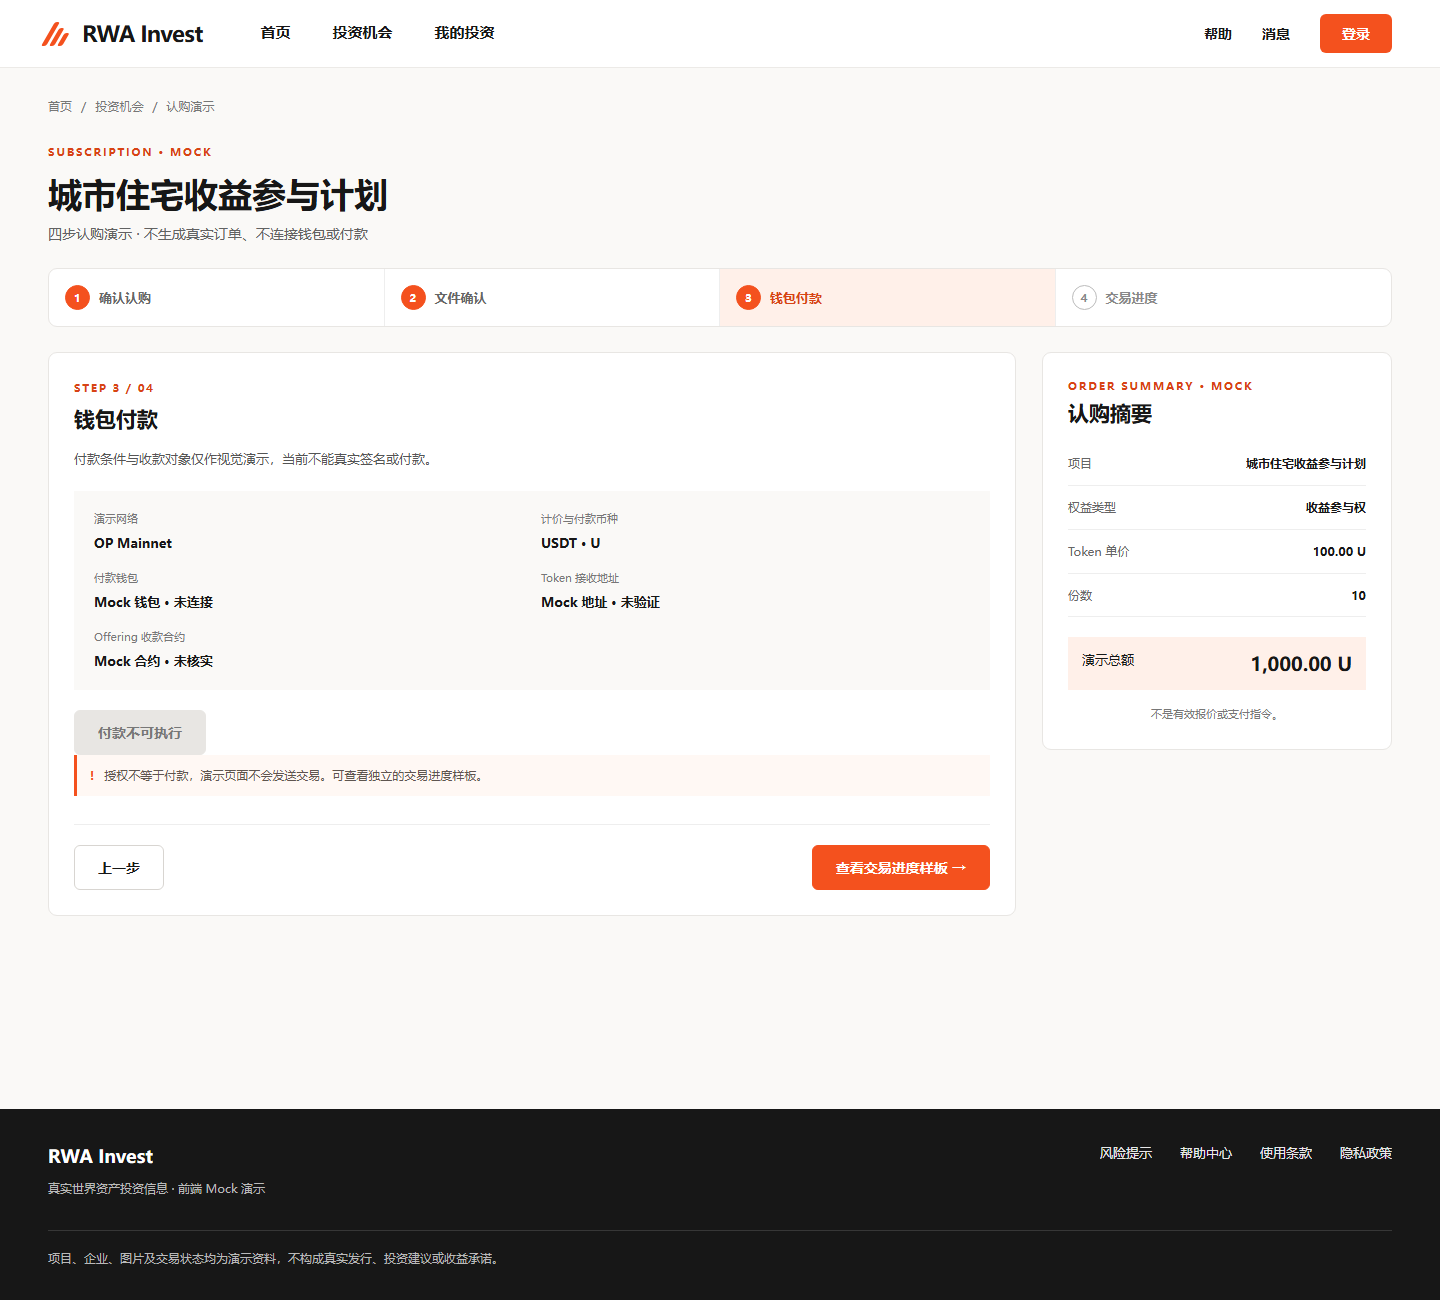 RWA Invest 首页 投资机会 我的投资 帮助 消息 登录
首页 / 投资机会 / 认购演示
SUBSCRIPTION • MOCK
城市住宅收益参与计划
四步认购演示 · 不生成真实订单、不连接钱包或付款
1 确认认购 2 文件确认 3 钱包付款 4 交易进度
STEP 3 / 04
钱包付款
付款条件与收款对象仅作视觉演示，当前不能真实签名或付款。
演示网络
OP Mainnet
计价与付款币种
USDT • U
付款钱包
Mock 钱包 • 未连接
Token 接收地址
Mock 地址 • 未验证
Offering 收款合约
Mock 合约 • 未核实
付款不可执行
! 授权不等于付款，演示页面不会发送交易。可查看独立的交易进度样板。
上一步
查看交易进度样板 →
ORDER SUMMARY • MOCK
认购摘要
项目 城市住宅收益参与计划
权益类型 收益参与权
Token 单价 100.00 U
份数 10
演示总额 1,000.00 U
不是有效报价或支付指令。
RWA Invest
真实世界资产投资信息 · 前端 Mock 演示
风险提示 帮助中心 使用条款 隐私政策
项目、企业、图片及交易状态均为演示资料，不构成真实发行、投资建议或收益承诺。